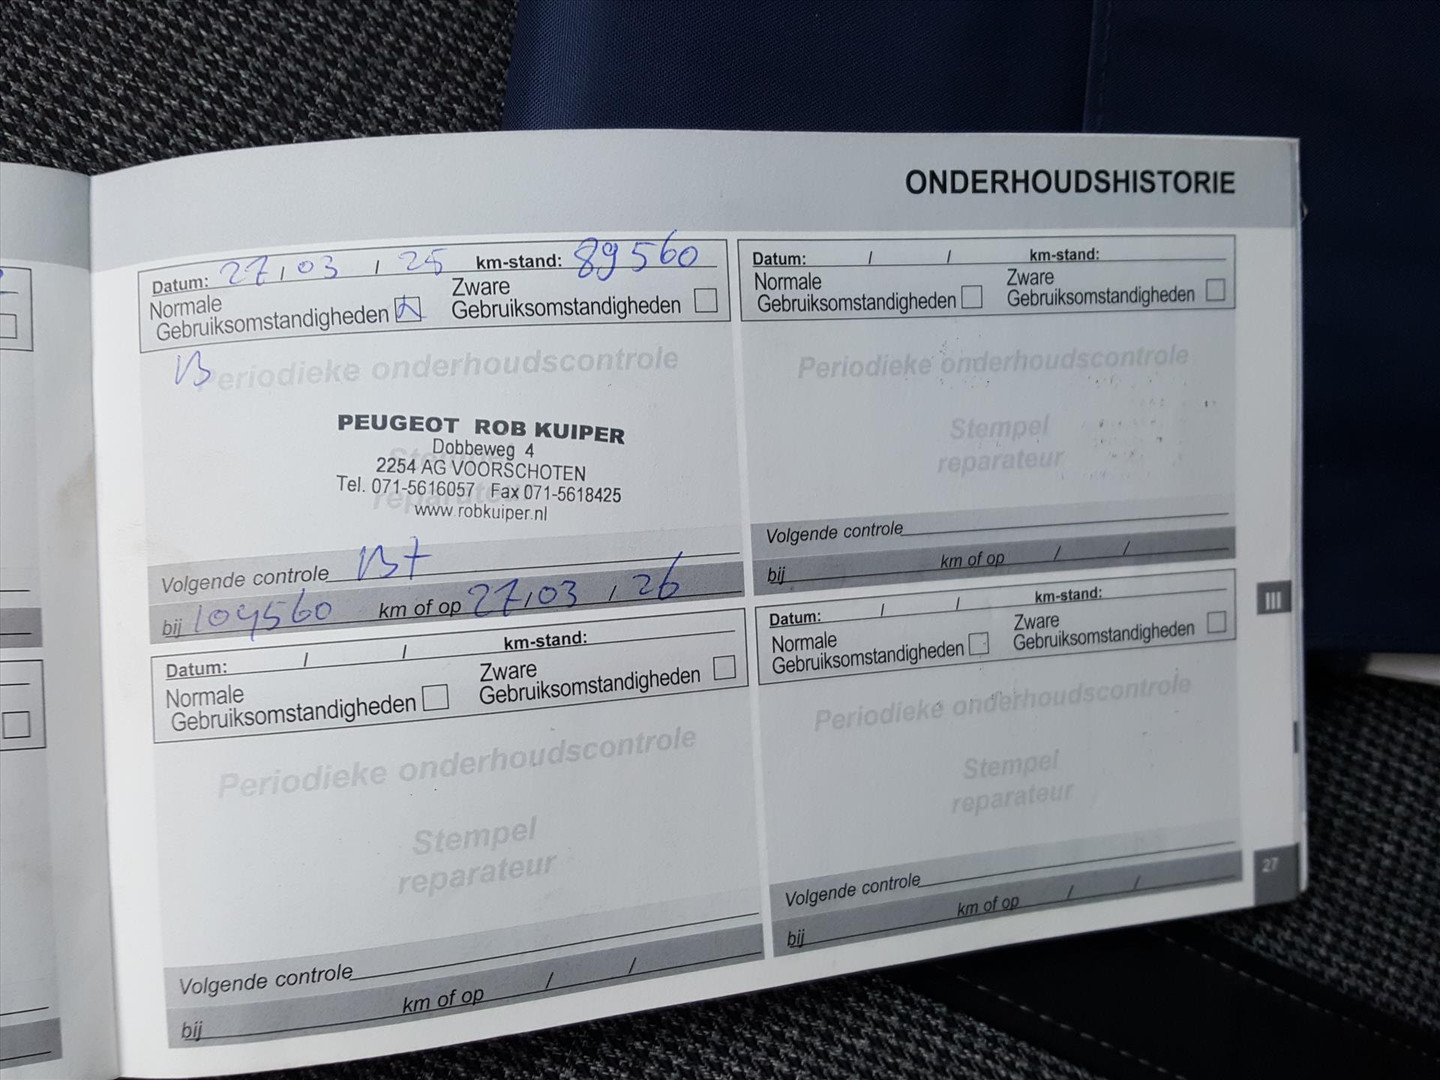 ONDERHOUDSHISTORIE
Datum: 27 / 03 / 25 km-stand: 89560
Normale Gebruiksomstandigheden
Zware Gebruiksomstandigheden
B
Periodieke onderhoudscontrole
PEUGEOT ROB KUIPER
Dobbeweg 4
2254 AG VOORSCHOTEN
Tel. 071-5616057 Fax 071-5618425
www.robkuiper.nl
Volgende controle B+
bij 104560 km of op 27/03/26
Datum: / / km-stand:
Normale
Gebruiksomstandigheden
Zware
Gebruiksomstandigheden
Periodieke onderhoudscontrole
Stempel
reparateur
Volgende controle
bij km of op / /
Datum: / / km-stand:
Normale
Gebruiksomstandigheden
Zware
Gebruiksomstandigheden
Periodieke onderhoudscontrole
Stempel
reparateur
Volgende controle
bij km of op / /
Datum: / / km-stand:
Normale
Gebruiksomstandigheden
Zware
Gebruiksomstandigheden
Periodieke onderhoudscontrole
Stempel
reparateur
Volgende controle
bij km of op / /
III
27